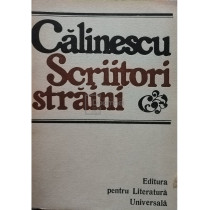 Călinescu
Scriitori
străini
Editura
pentru Literatură
Universală